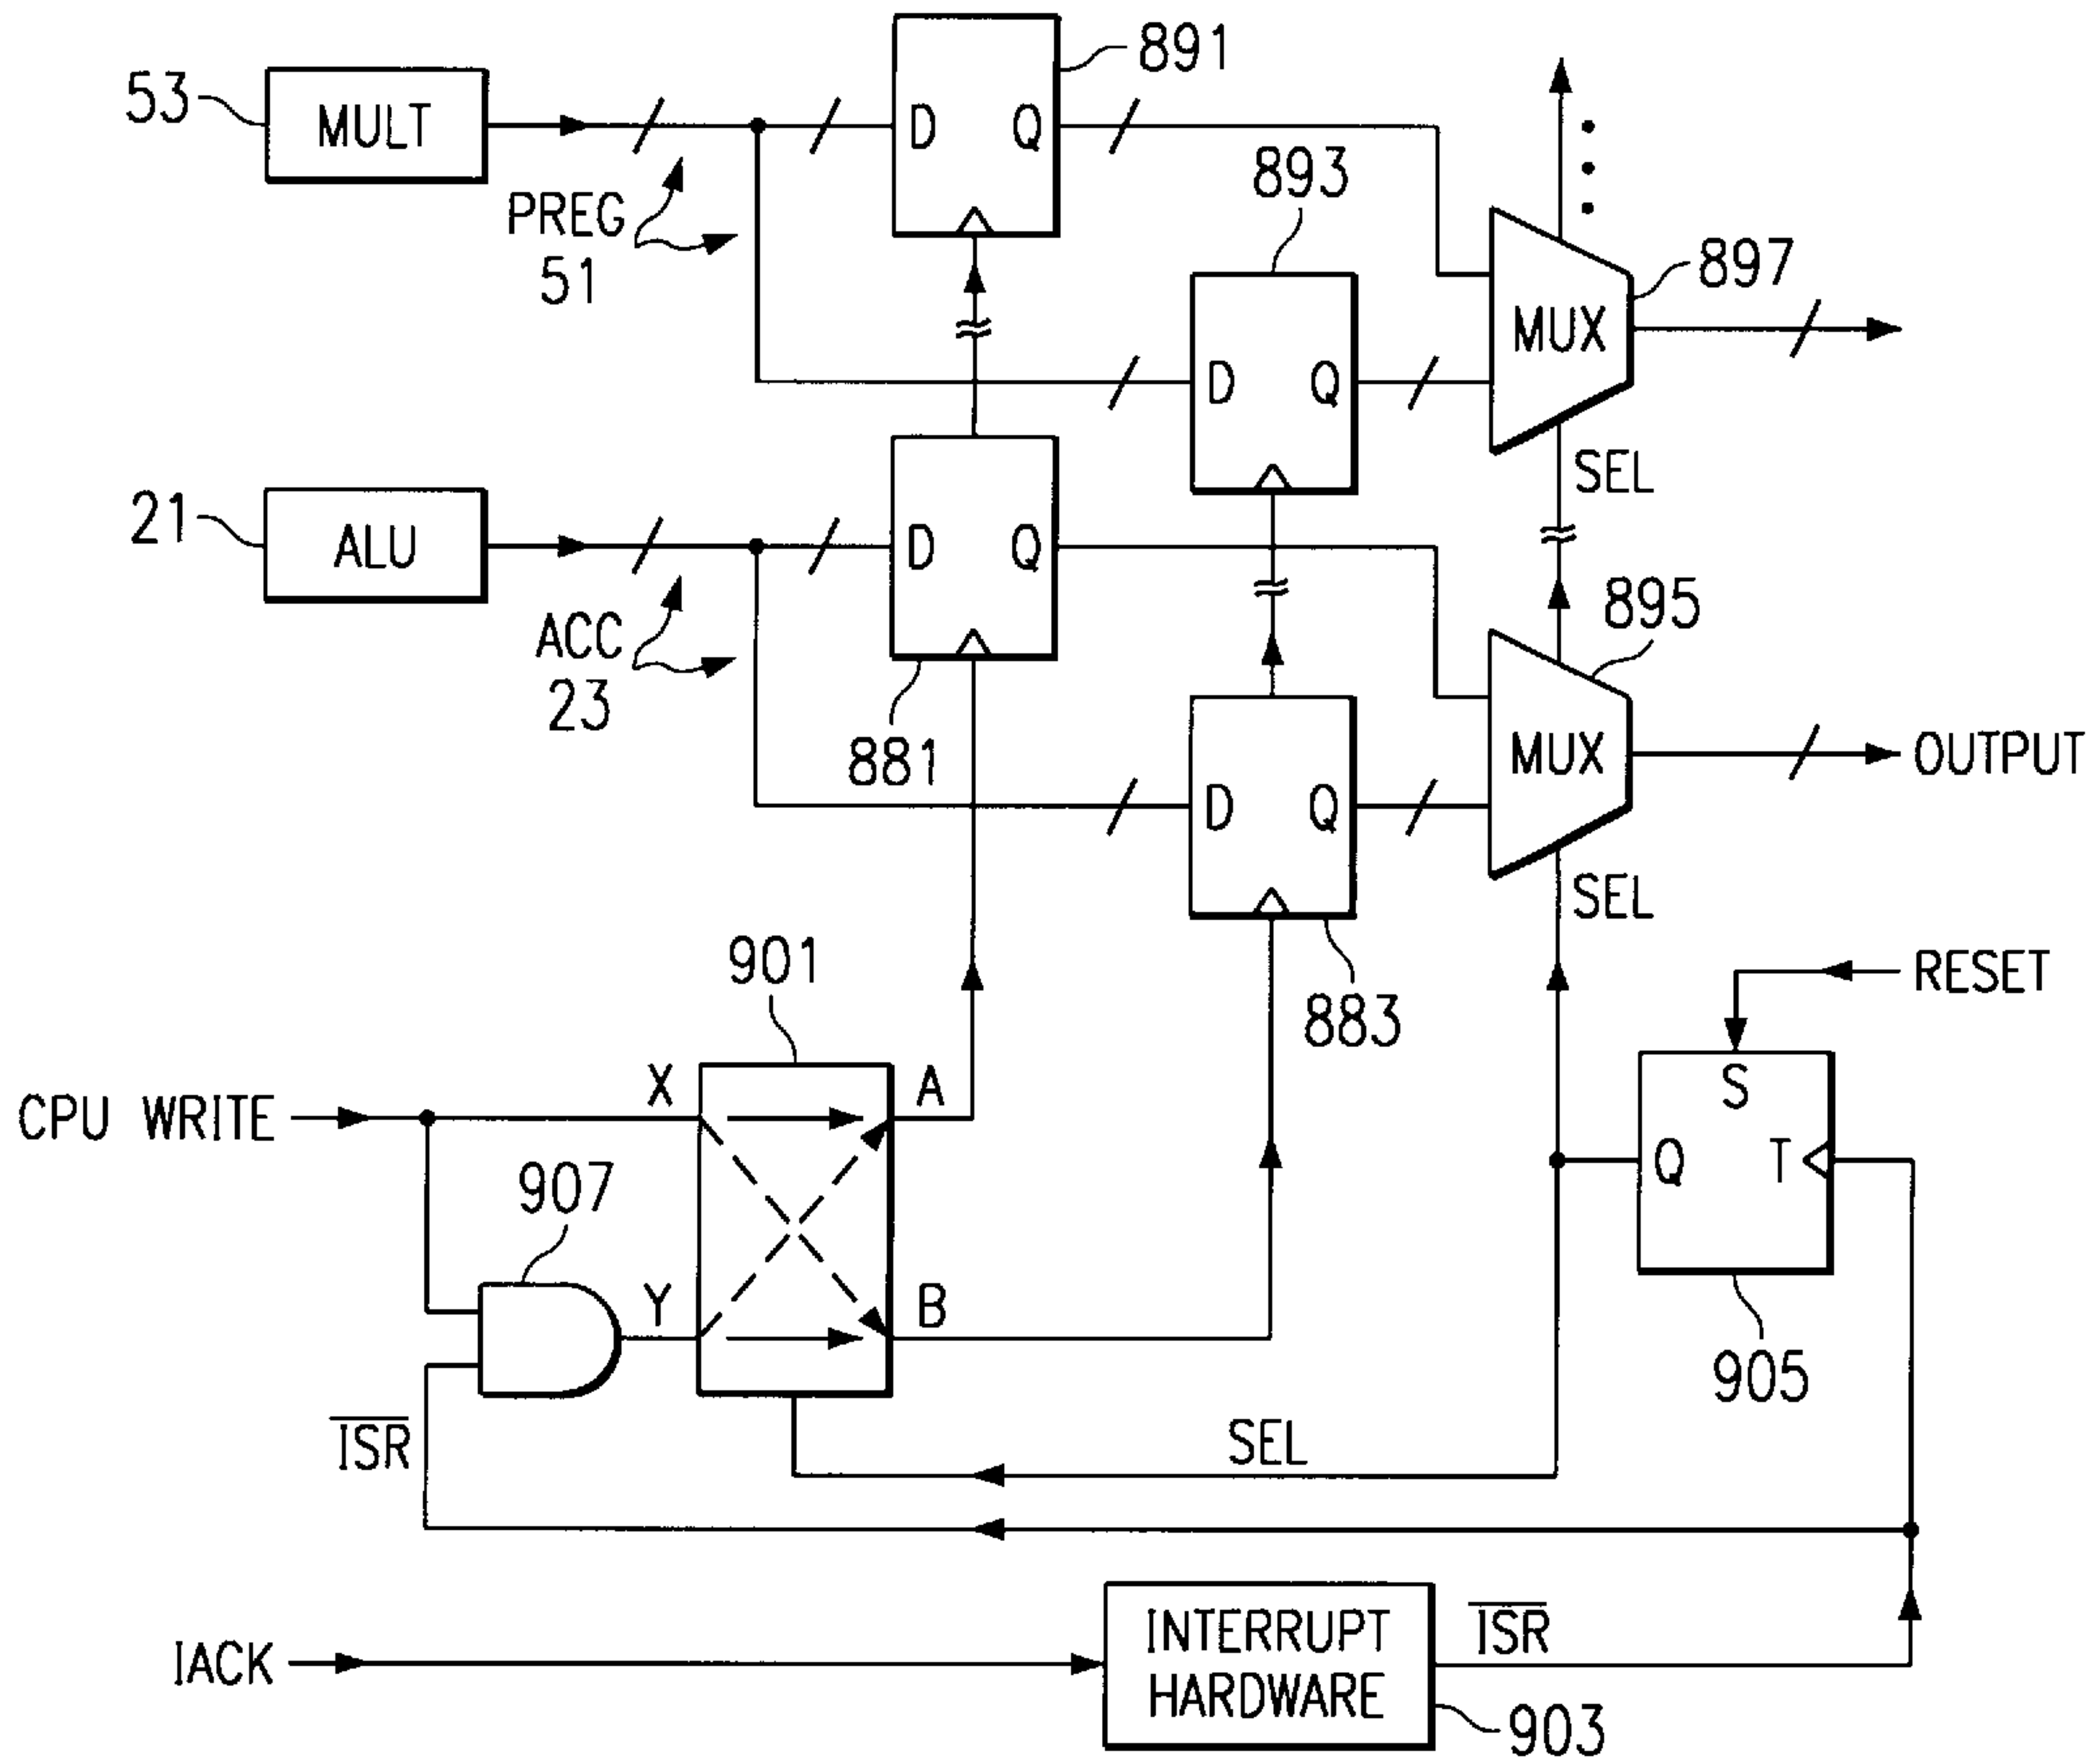 891
53
MULT
D
Q
893
PREG
51
897
MUX
D
Q
SEL
21
ALU
D
Q
895
ACC
23
881
MUX
OUTPUT
D
Q
SEL
901
RESET
883
X
A
S
CPU WRITE
907
Q
T
Y
B
905
ISR
SEL
INTERRUPT
HARDWARE
ISR
IACK
903